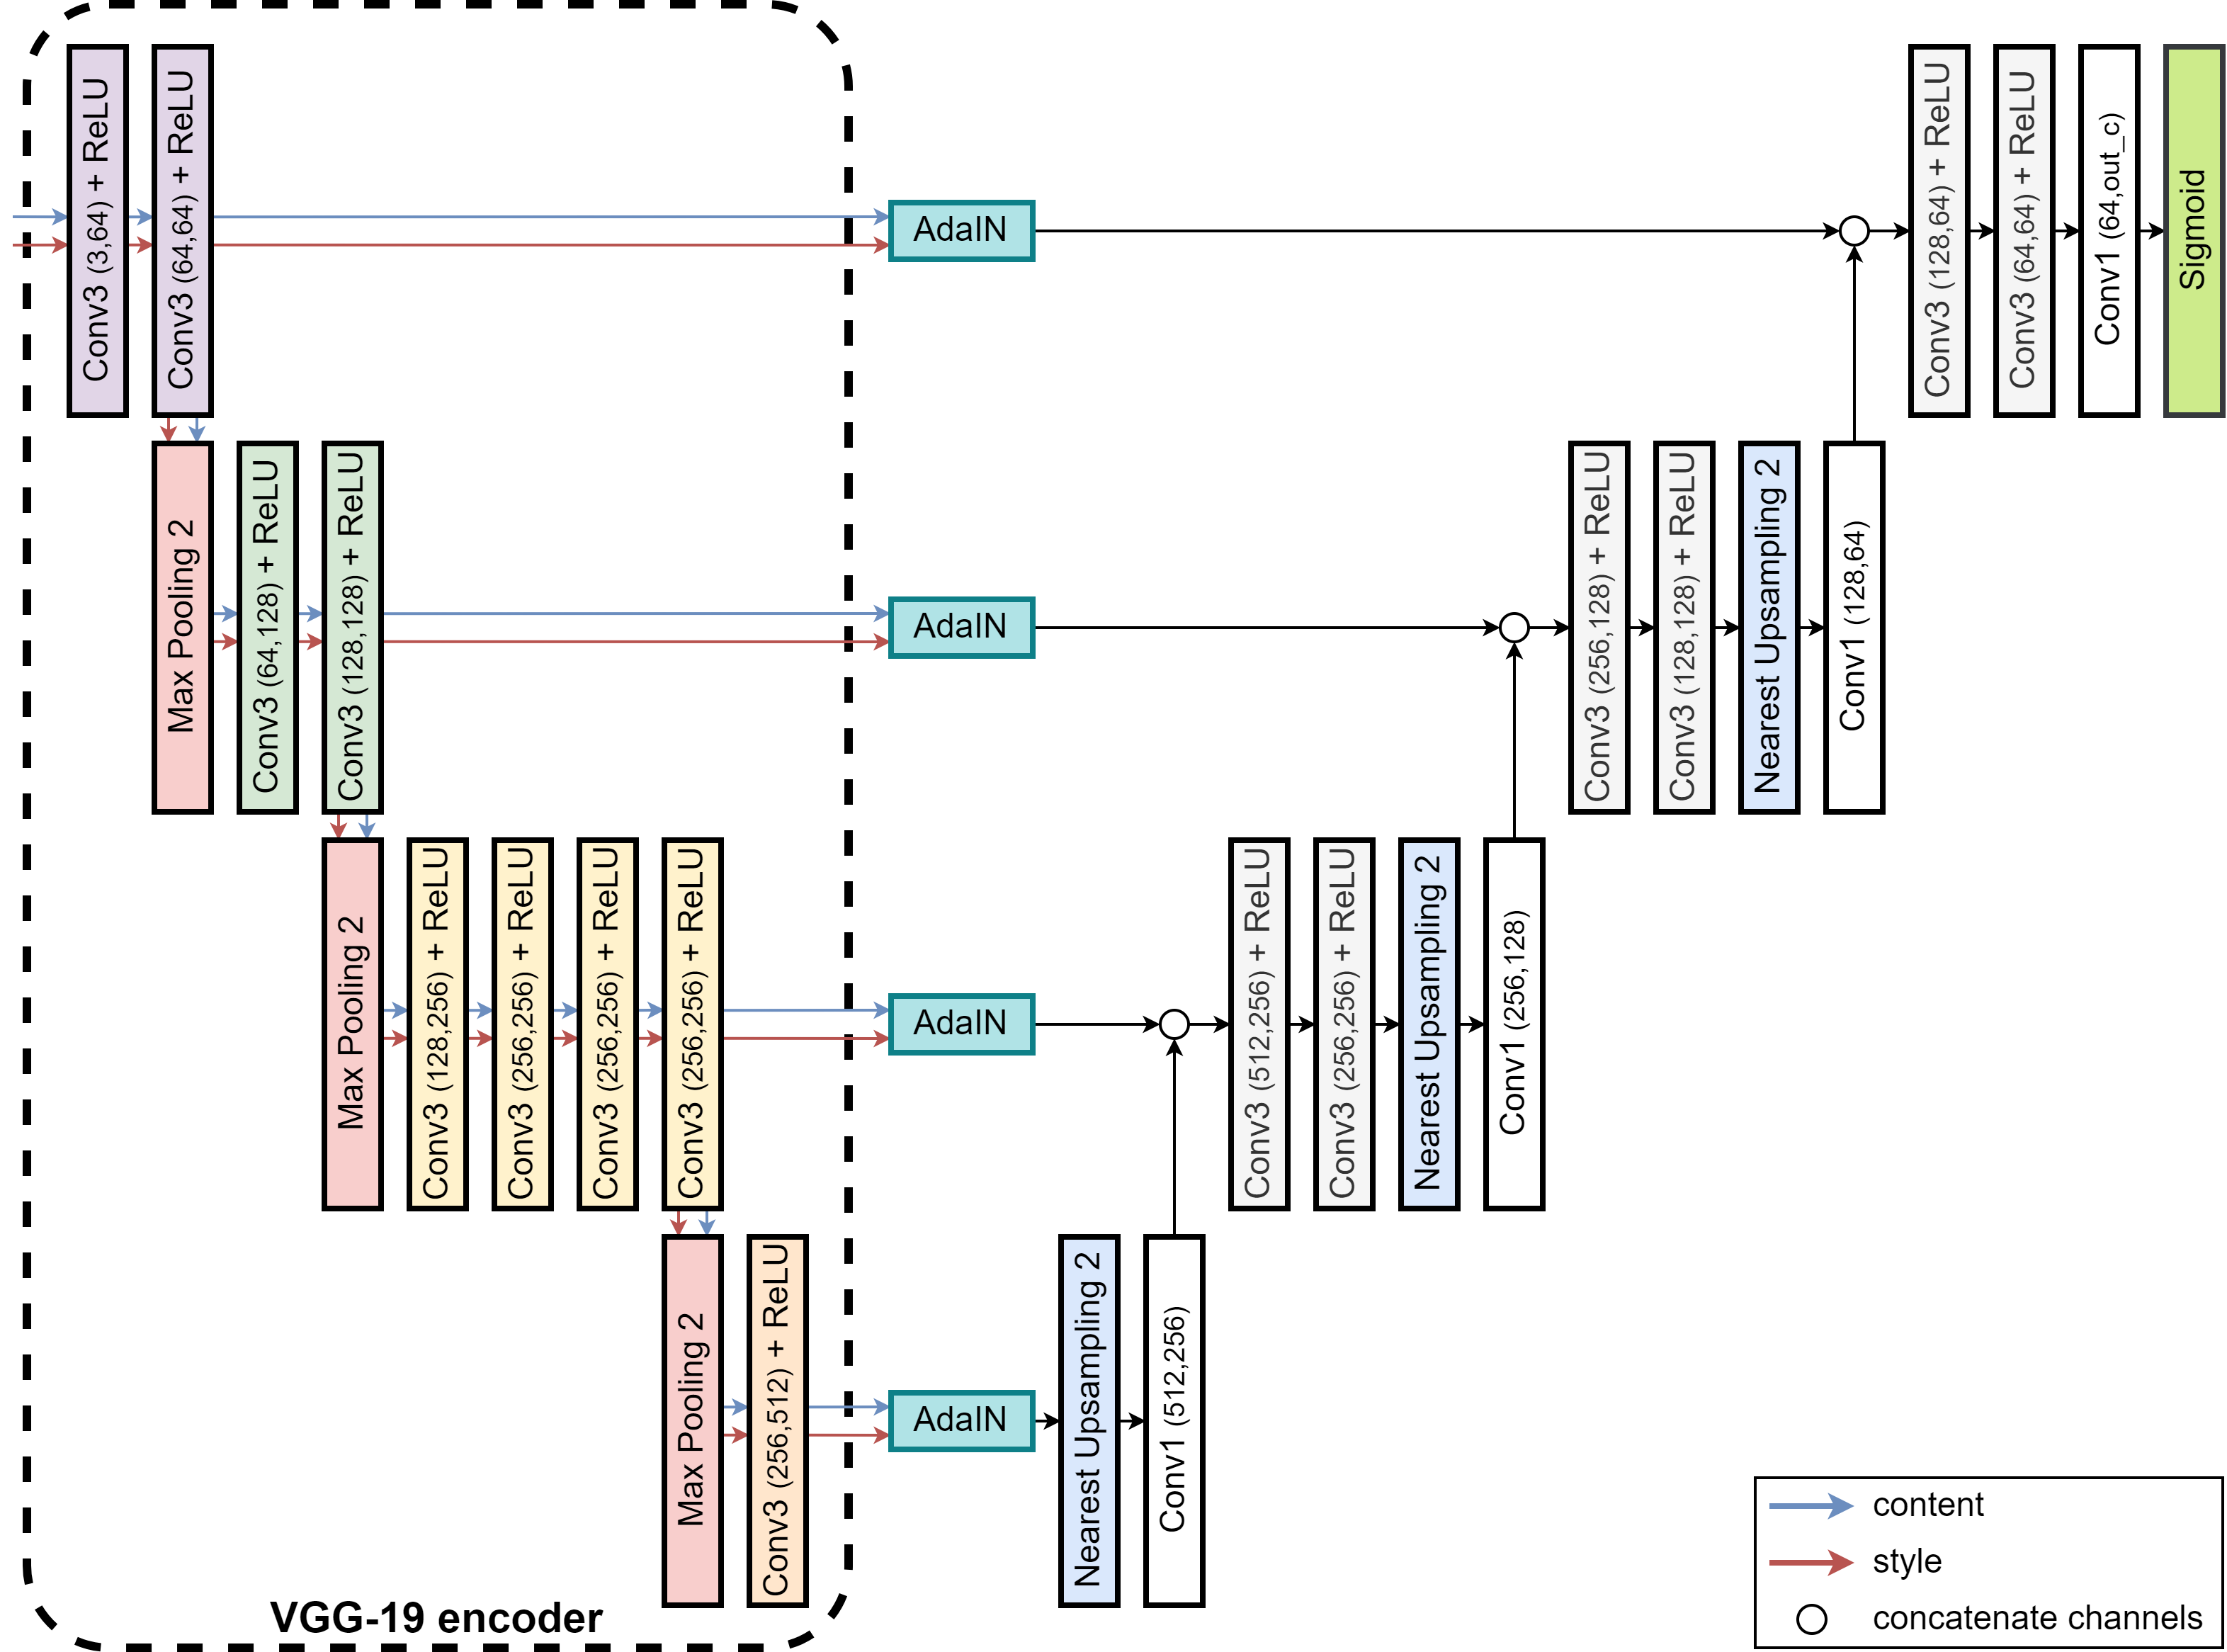 Conv3 (3,64) + ReLU
Conv3 (64,64) + ReLU
AdaIN
Conv3 (128,64) + ReLU
Conv3 (64,64) + ReLU
Conv1 (64,out_c)
Sigmoid
Max Pooling 2
Conv3 (64,128) + ReLU
Conv3 (128,128) + ReLU
AdaIN
Conv3 (256,128) + ReLU
Conv3 (128,128) + ReLU
Nearest Upsampling 2
Conv1 (128,64)
Max Pooling 2
Conv3 (128,256) + ReLU
Conv3 (256,256) + ReLU
Conv3 (256,256) + ReLU
Conv3 (256,256) + ReLU
AdaIN
Conv3 (512,256) + ReLU
Conv3 (256,256) + ReLU
Nearest Upsampling 2
Conv1 (256,128)
Max Pooling 2
Conv3 (256,512) + ReLU
AdaIN
Nearest Upsampling 2
Conv1 (512,256)
VGG-19 encoder
content
style
concatenate channels